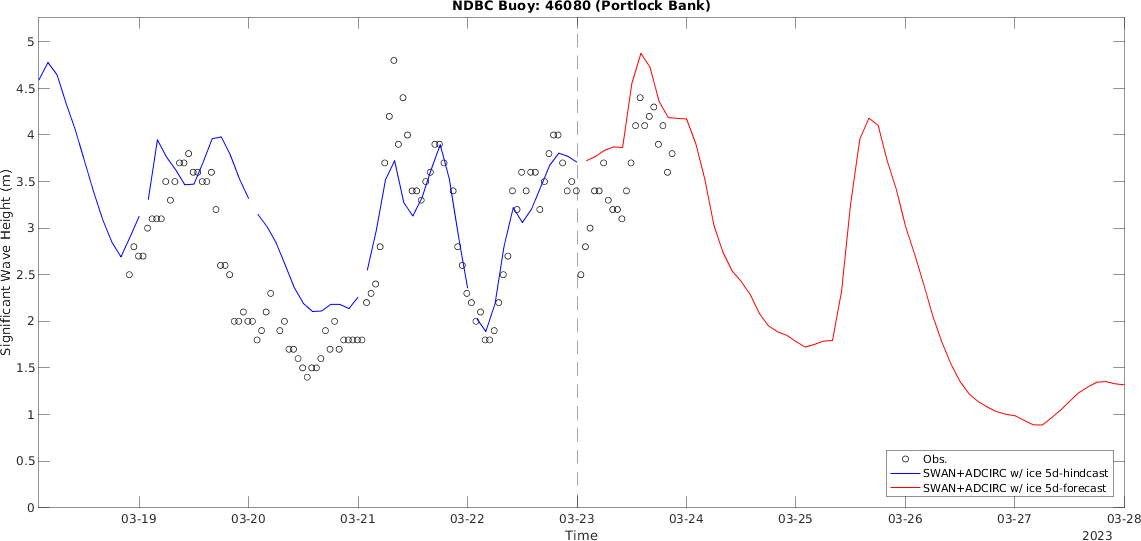 NDBC Buoy: 46080 (Portlock Bank)
Significant Wave Height (m)
5
4.5
4
3.5
3
2.5
2
1.5
1
0.5
0
Obs.
SWAN+ADCIRC w/ ice 5d-hindcast
SWAN+ADCIRC w/ ice 5d-forecast
03-19 03-20 03-21 03-22 03-23 03-24 03-25 03-26 03-27 03-28
Time
2023